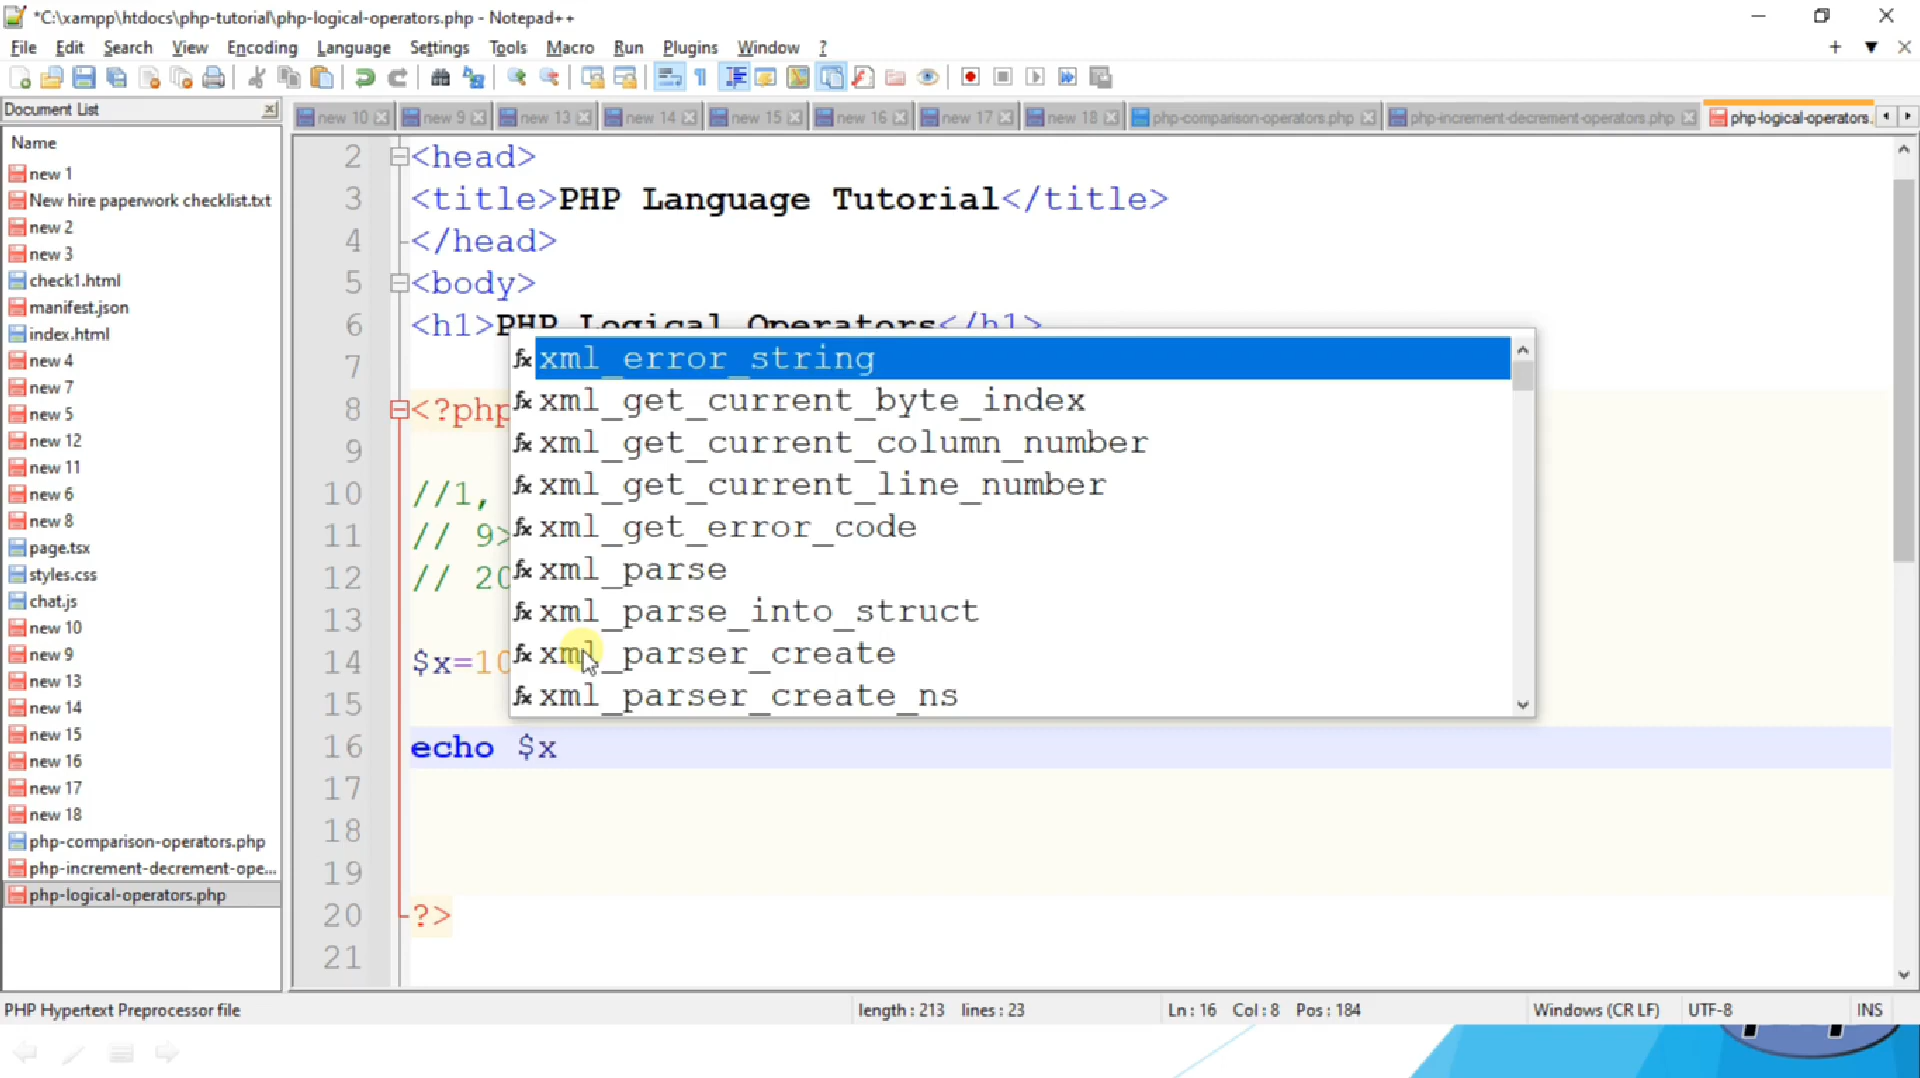 *C:\xampp\htdocs\php-tutorial\php-logical-operators.php - Notepad++
File Edit Search View Encoding Language Settings Tools Macro Run Plugins Window ?
Document List
new 10 new 9 new 13 new 14 new 15 new 16 new 17 new 18 php-comparison-operators.php php-increment-decrement-operators.php php-logical-operators.
Name
new 1
New hire paperwork checklist.txt
new 2
new 3
check1.html
manifest.json
index.html
new 4
new 7
new 5
new 12
new 11
new 6
new 8
page.tsx
styles.css
chat.js
new 10
new 9
new 13
new 14
new 15
new 16
new 17
new 18
php-comparison-operators.php
php-increment-decrement-ope...
php-logical-operators.php
2 <head>
3 <title>PHP Language Tutorial</title>
4 </head>
5 <body>
6 <h1>PHP Logical Operators</h1>
7
8 <?php
9
10 //1,
11 // 9>
12 // 20
13
14 $x=10
15
16 echo $x
17
18
19
20 ?>
21
xml_error_string
xml_get_current_byte_index
xml_get_current_column_number
xml_get_current_line_number
xml_get_error_code
xml_parse
xml_parse_into_struct
xml_parser_create
xml_parser_create_ns
PHP Hypertext Preprocessor file length : 213 lines : 23 Ln : 16 Col : 8 Pos : 184 Windows (CR LF) UTF-8 INS